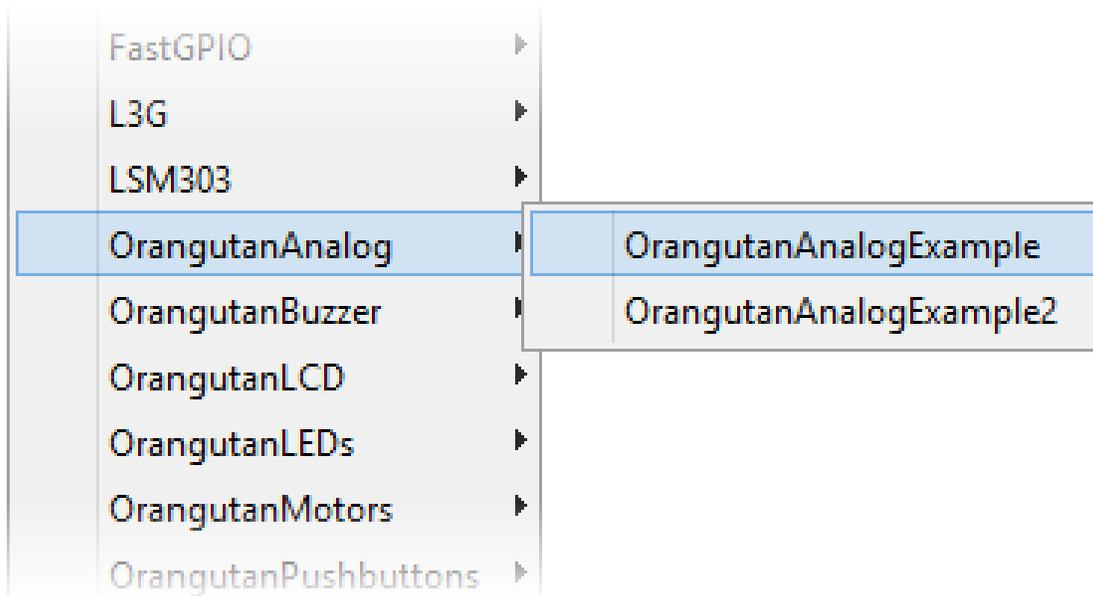 FastGPIO
L3G
LSM303
OrangutanAnalog
OrangutanAnalogExample
OrangutanAnalogExample2
OrangutanBuzzer
OrangutanLCD
OrangutanLEDs
OrangutanMotors
OrangutanPushbuttons